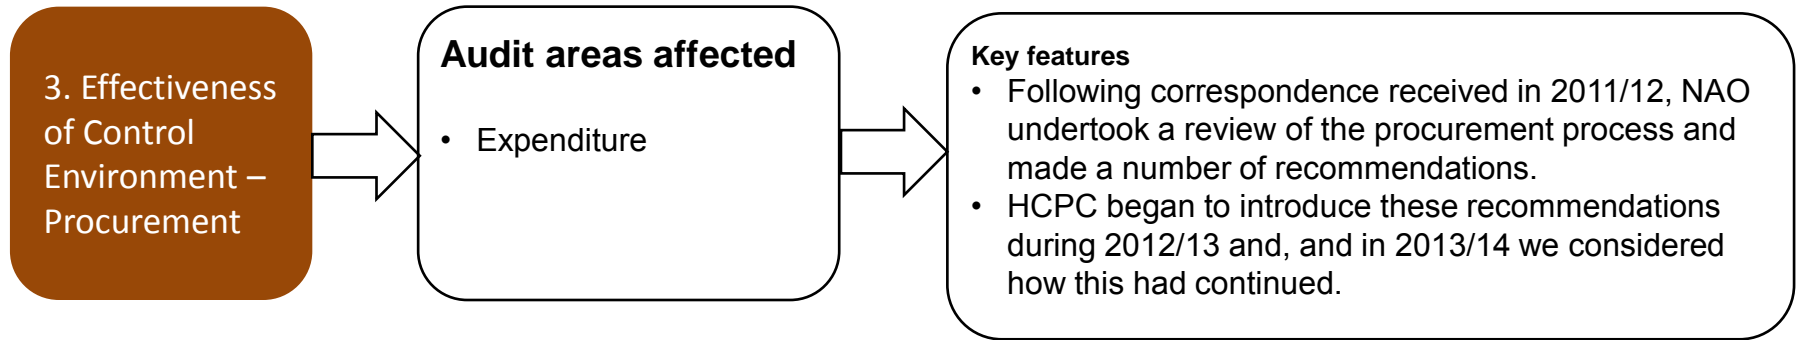 3. Effectiveness
of Control
Environment –
Procurement
Audit areas affected
• Expenditure
Key features
• Following correspondence received in 2011/12, NAO
undertook a review of the procurement process and
made a number of recommendations.
• HCPC began to introduce these recommendations
during 2012/13 and, and in 2013/14 we considered
how this had continued.